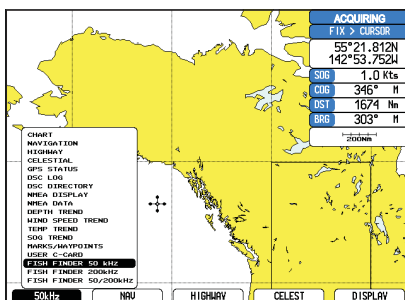 ACQUIRING
FIX > CURSOR
55°21.812N
142°53.752W
SOG 1.0 Kts
COG 346° M
DST 1674 Nm
BRG 303° M
200Nm
CHART
NAVIGATION
HIGHWAY
CELESTIAL
GPS STATUS
DSC LOG
DSC DIRECTORY
NMEA DISPLAY
NMEA DATA
DEPTH TREND
WIND SPEED TREND
TEMP TREND
SOG TREND
MARKS/WAYPOINTS
USER C-CARD
FISH FINDER 50 kHz
FISH FINDER 200kHz
FISH FINDER 50/200kHz
50kHz NAV HIGHWAY CELEST DISPLAY